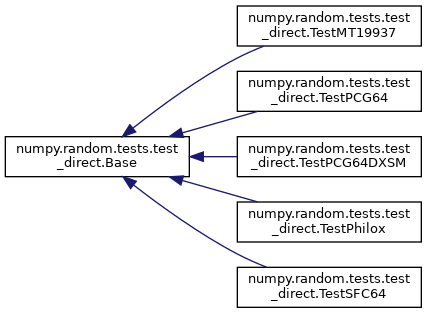 numpy.random.tests.test
_direct.TestMT19937
numpy.random.tests.test
_direct.TestPCG64
numpy.random.tests.test
_direct.Base
numpy.random.tests.test
_direct.TestPCG64DXSM
numpy.random.tests.test
_direct.TestPhilox
numpy.random.tests.test
_direct.TestSFC64